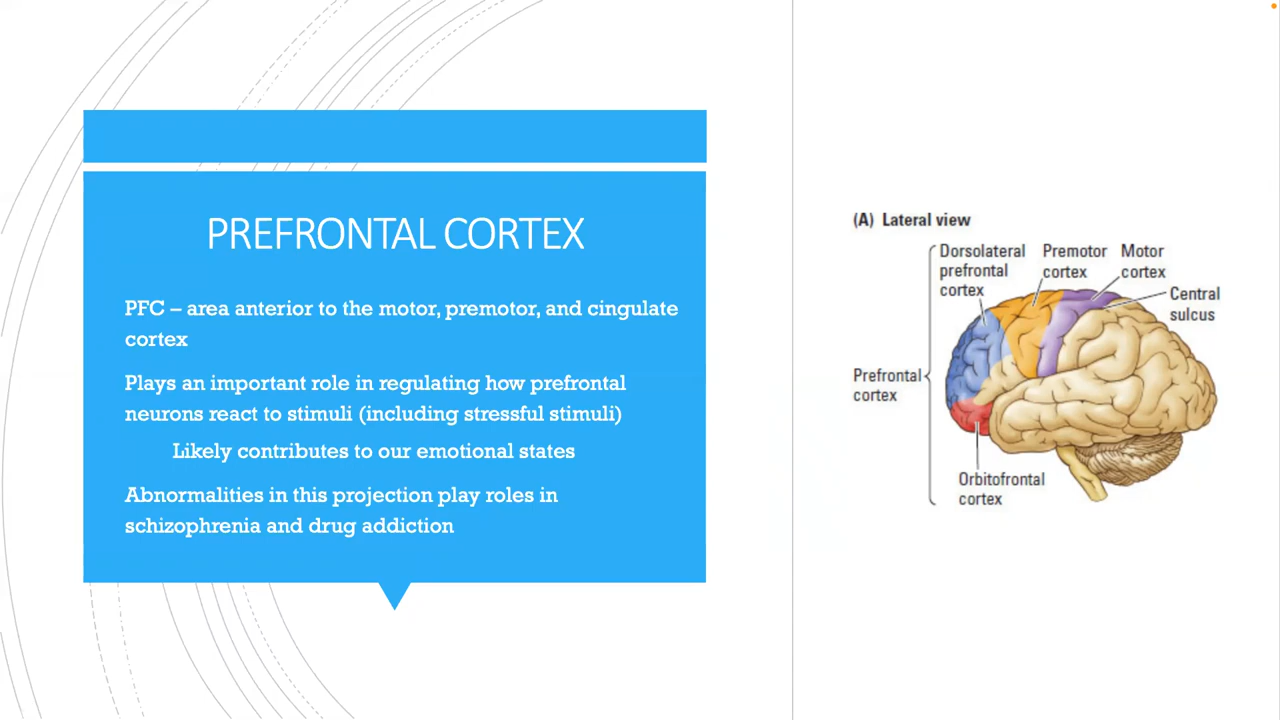 PREFRONTAL CORTEX
PFC – area anterior to the motor, premotor, and cingulate
cortex
Plays an important role in regulating how prefrontal
neurons react to stimuli (including stressful stimuli)
Likely contributes to our emotional states
Abnormalities in this projection play roles in
schizophrenia and drug addiction
(A) Lateral view
Dorsolateral
prefrontal
cortex
Premotor
cortex
Motor
cortex
Central
sulcus
Prefrontal
cortex
Orbitofrontal
cortex